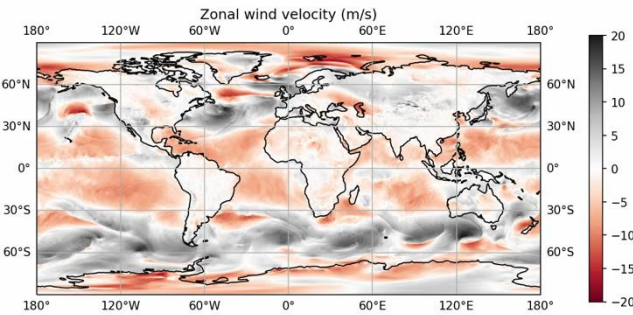 Zonal wind velocity (m/s)
180° 120°W 60°W 0° 60°E 120°E 180°
20
60°N 60°N 15
10
30°N 30°N
5
0° 0° 0
−5
30°S 30°S
−10
60°S 60°S −15
−20
180° 120°W 60°W 0° 60°E 120°E 180°